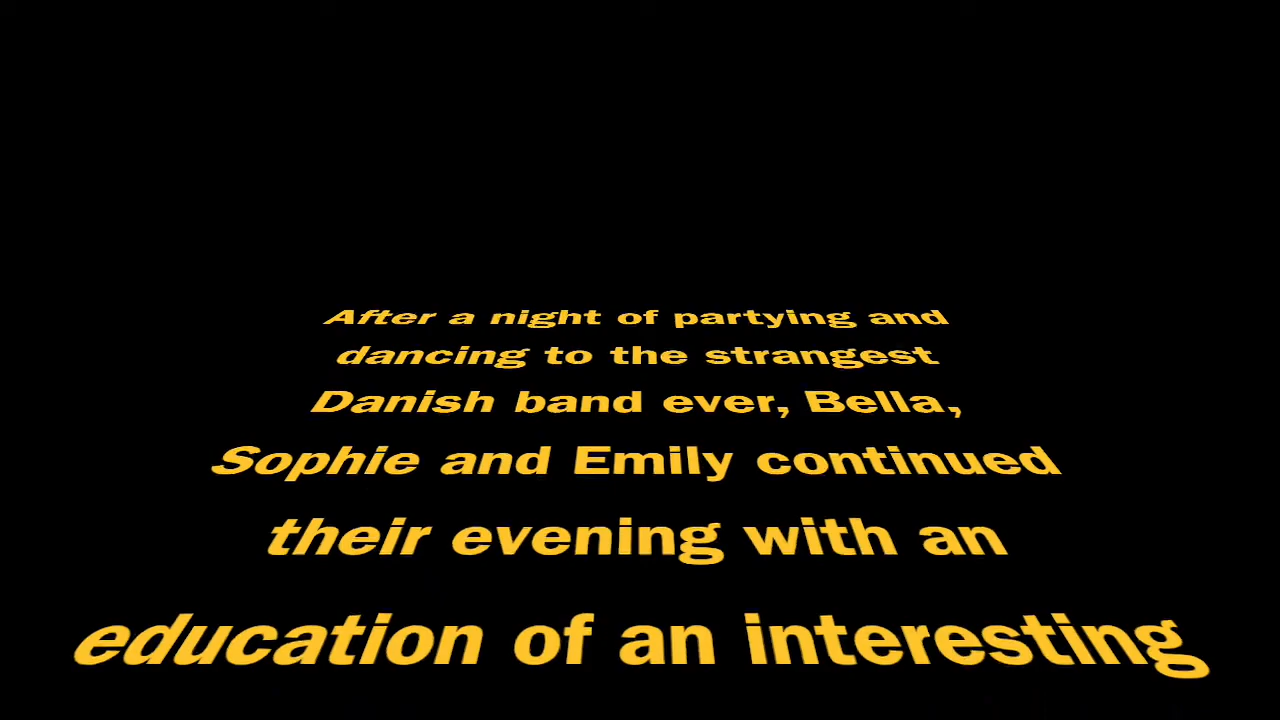 After a night of partying and
dancing to the strangest
Danish band ever, Bella,
Sophie and Emily continued
their evening with an
education of an interesting